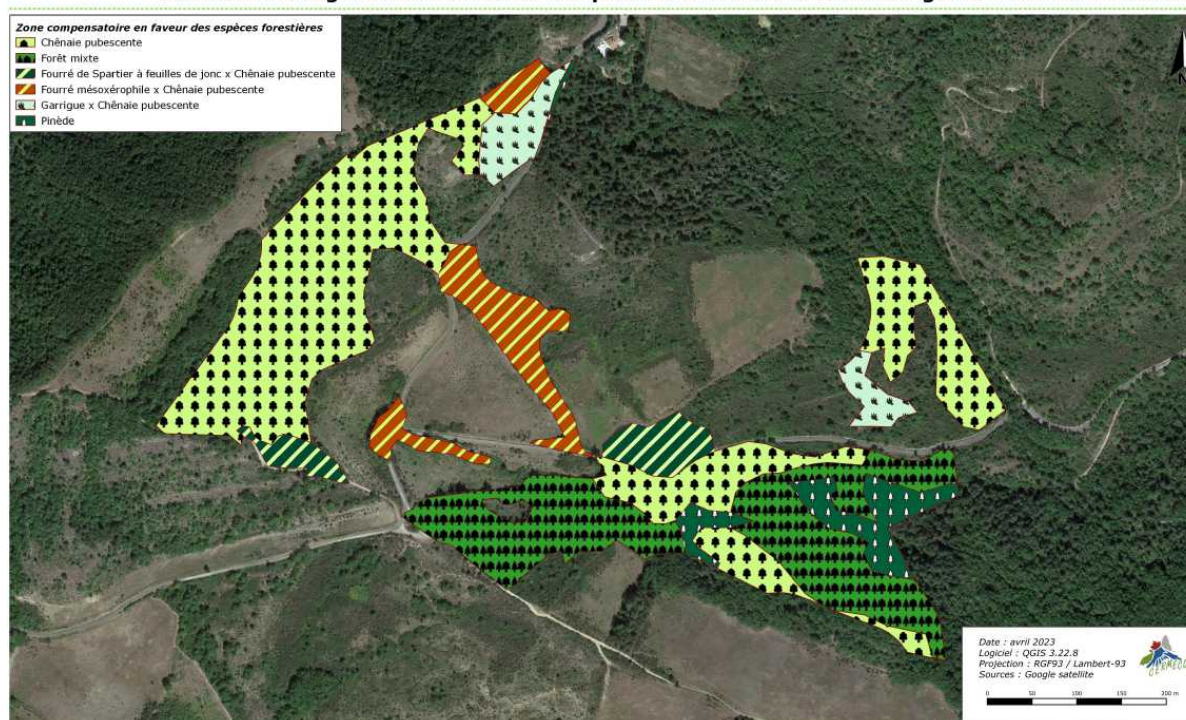 Zone compensatoire en faveur des espèces forestières
Chênaie pubescente
Forêt mixte
Fourré de Spartier à feuilles de jonc x Chênaie pubescente
Fourré mésoxérophile x Chênaie pubescente
Garrigue x Chênaie pubescente
Pinède
N
Date : avril 2023
Logiciel : QGIS 3.22.8
Projection : RGF93 / Lambert-93
Sources : Google satellite
0 50 100 150 200 m